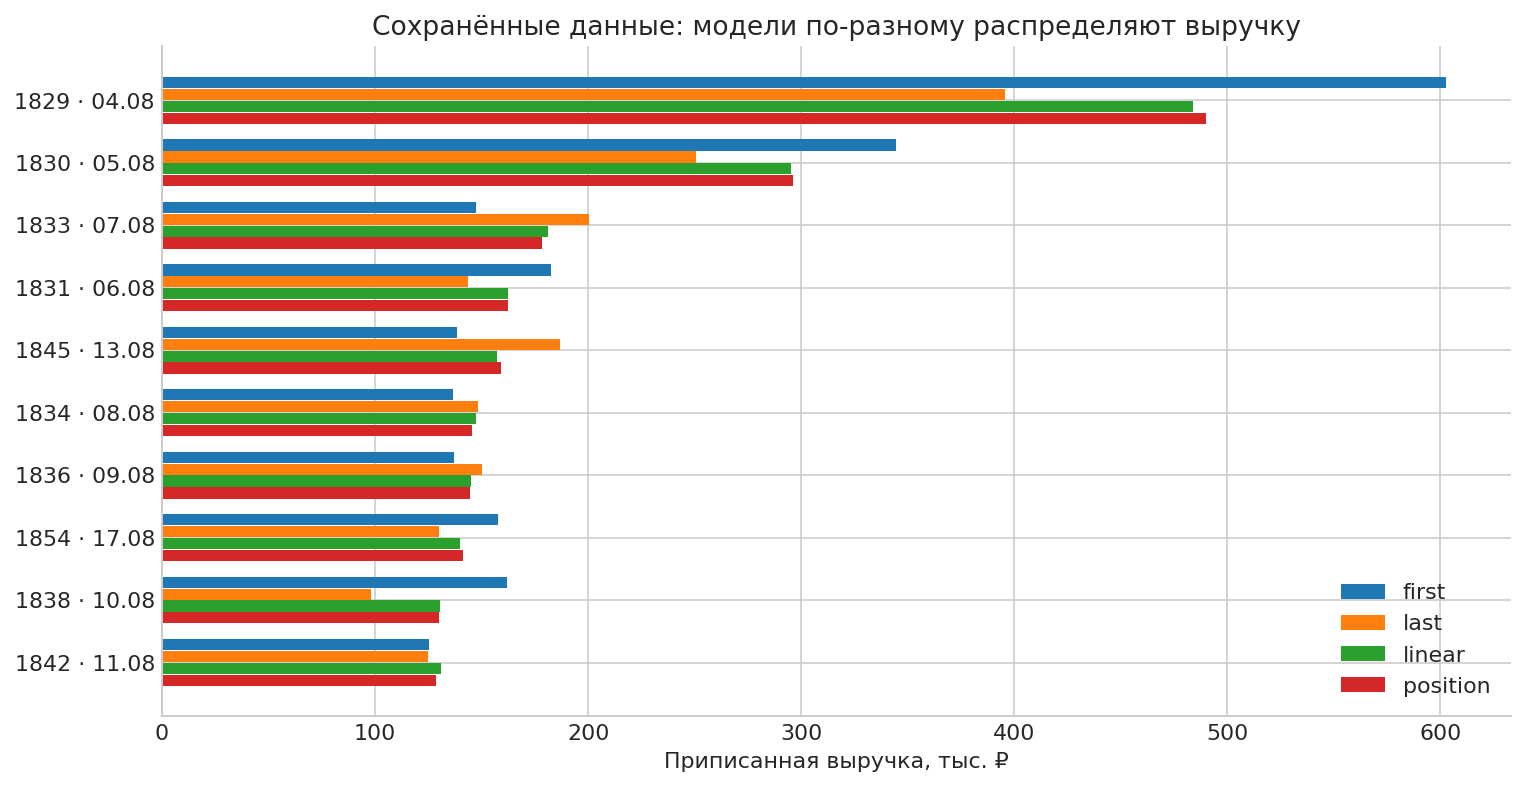 Сохранённые данные: модели по-разному распределяют выручку
1829 · 04.08
1830 · 05.08
1833 · 07.08
1831 · 06.08
1845 · 13.08
1834 · 08.08
1836 · 09.08
1854 · 17.08
1838 · 10.08
1842 · 11.08
first
last
linear
position
0 100 200 300 400 500 600
Приписанная выручка, тыс. ₽